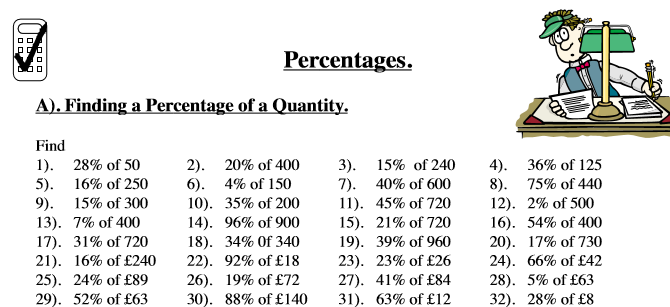 Percentages.
A). Finding a Percentage of a Quantity.
Find
1). 28% of 50 2). 20% of 400 3). 15% of 240 4). 36% of 125
5). 16% of 250 6). 4% of 150 7). 40% of 600 8). 75% of 440
9). 15% of 300 10). 35% of 200 11). 45% of 720 12). 2% of 500
13). 7% of 400 14). 96% of 900 15). 21% of 720 16). 54% of 400
17). 31% of 720 18). 34% 0f 340 19). 39% of 960 20). 17% of 730
21). 16% of £240 22). 92% of £18 23). 23% of £26 24). 66% of £42
25). 24% of £89 26). 19% of £72 27). 41% of £84 28). 5% of £63
29). 52% of £63 30). 88% of £140 31). 63% of £12 32). 28% of £8